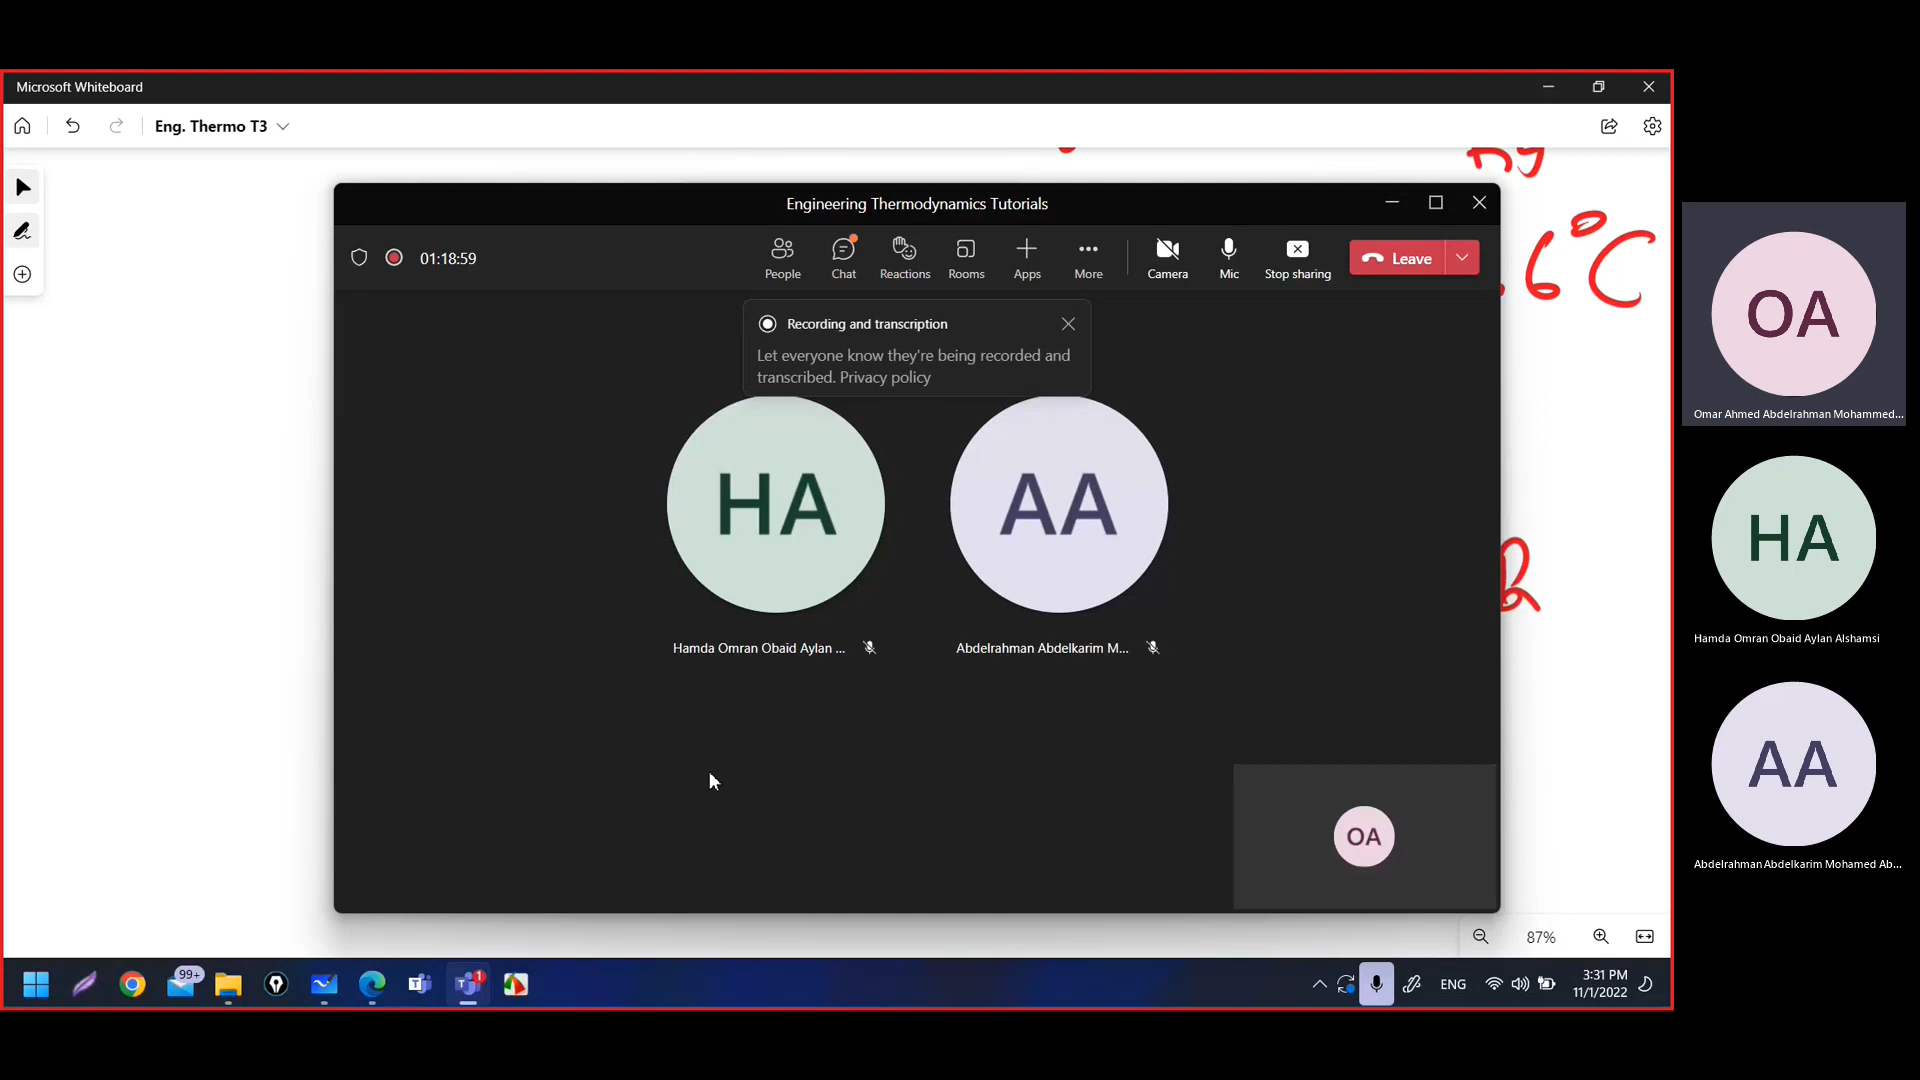 Microsoft Whiteboard
Eng. Thermo T3
6°C
Engineering Thermodynamics Tutorials
01:18:59
People
Chat
Reactions
Rooms
Apps
More
Camera
Mic
Stop sharing
Leave
Recording and transcription
Let everyone know they're being recorded and
transcribed. Privacy policy
HA
AA
Hamda Omran Obaid Aylan ...
Abdelrahman Abdelkarim M...
OA
87%
99+
1
ENG
3:31 PM
11/1/2022
OA
Omar Ahmed Abdelrahman Mohammed...
HA
Hamda Omran Obaid Aylan Alshamsi
AA
Abdelrahman Abdelkarim Mohamed Ab...